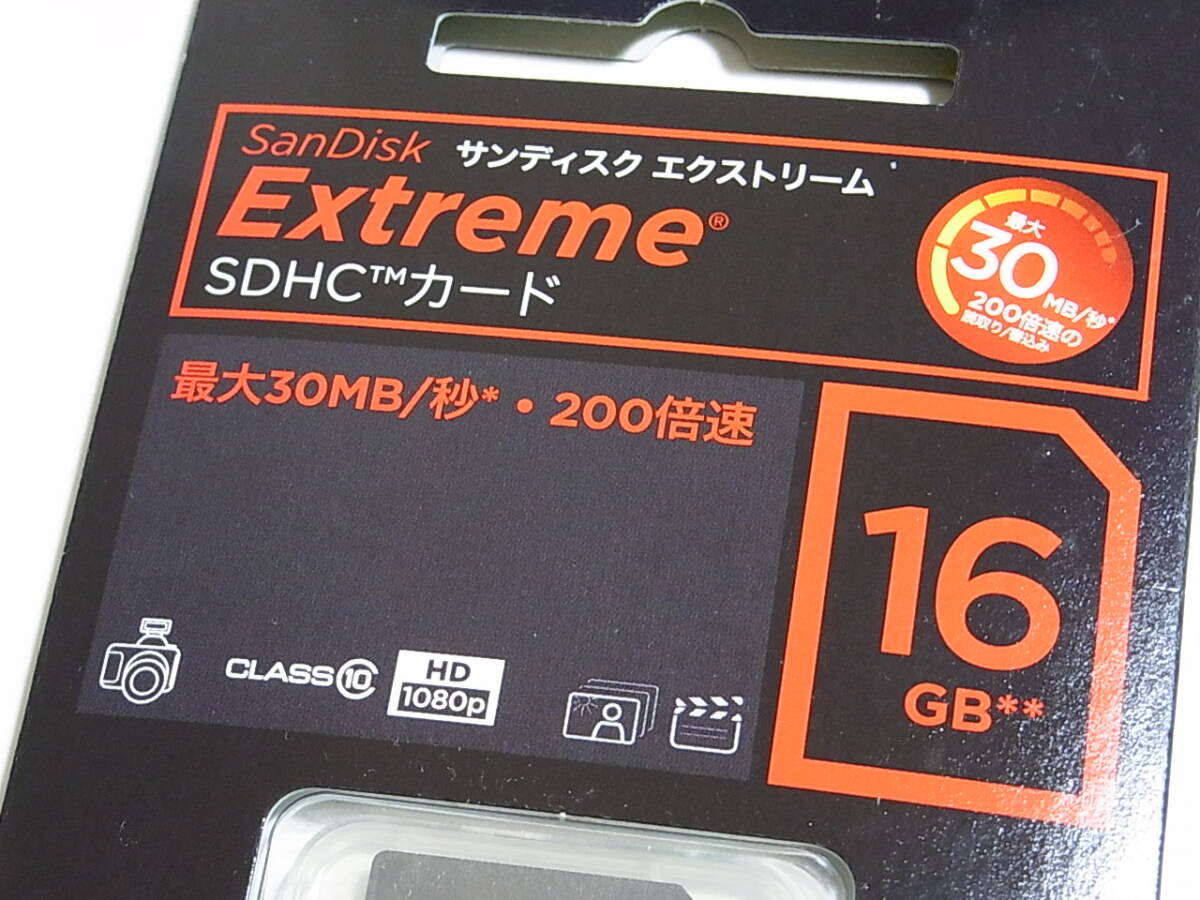 SanDisk サンディスク エクストリーム
Extreme®
SDHC™カード
最大
30
MB/秒*
200倍速の
読取り/書込み
最大30MB/秒*・200倍速
16
GB**
CLASS 10
HD
1080p